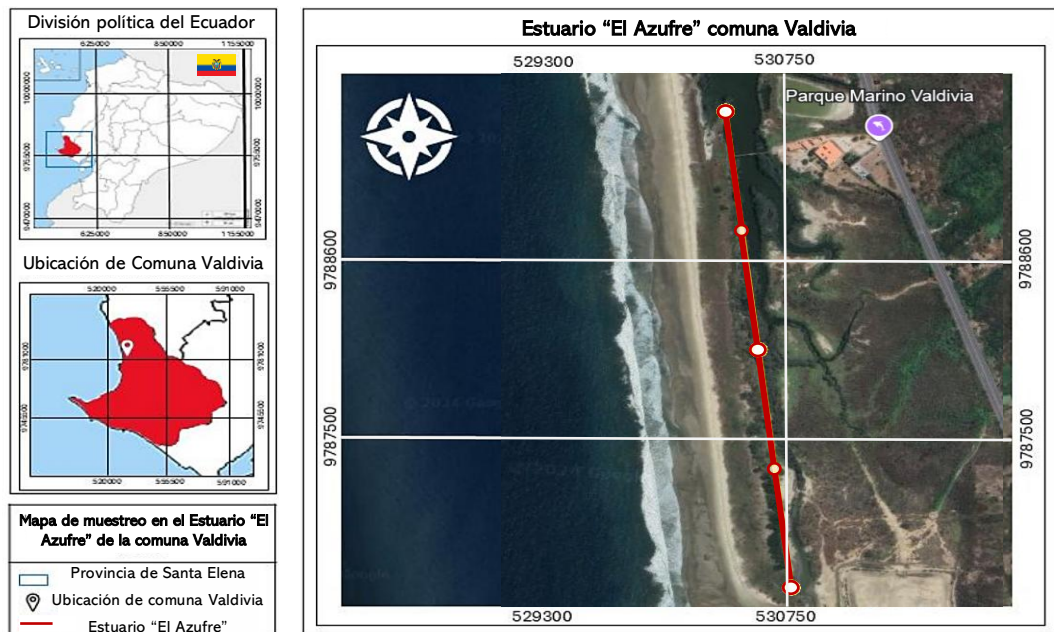 División política del Ecuador
625000 850000 1155000
10000000
9755000
9470000
10000000
9755000
9470000
625000 850000 1155000
Ubicación de Comuna Valdivia
520000 555500 591000
9781000
9745500
9781000
9745500
520000 555500 591000
Mapa de muestreo en el Estuario “El
Azufre” de la comuna Valdivia
Provincia de Santa Elena
Ubicación de comuna Valdivia
Estuario “El Azufre”
Estuario “El Azufre” comuna Valdivia
529300 530750
Parque Marino Valdivia
9788600
9787500
9788600
9787500
529300 530750